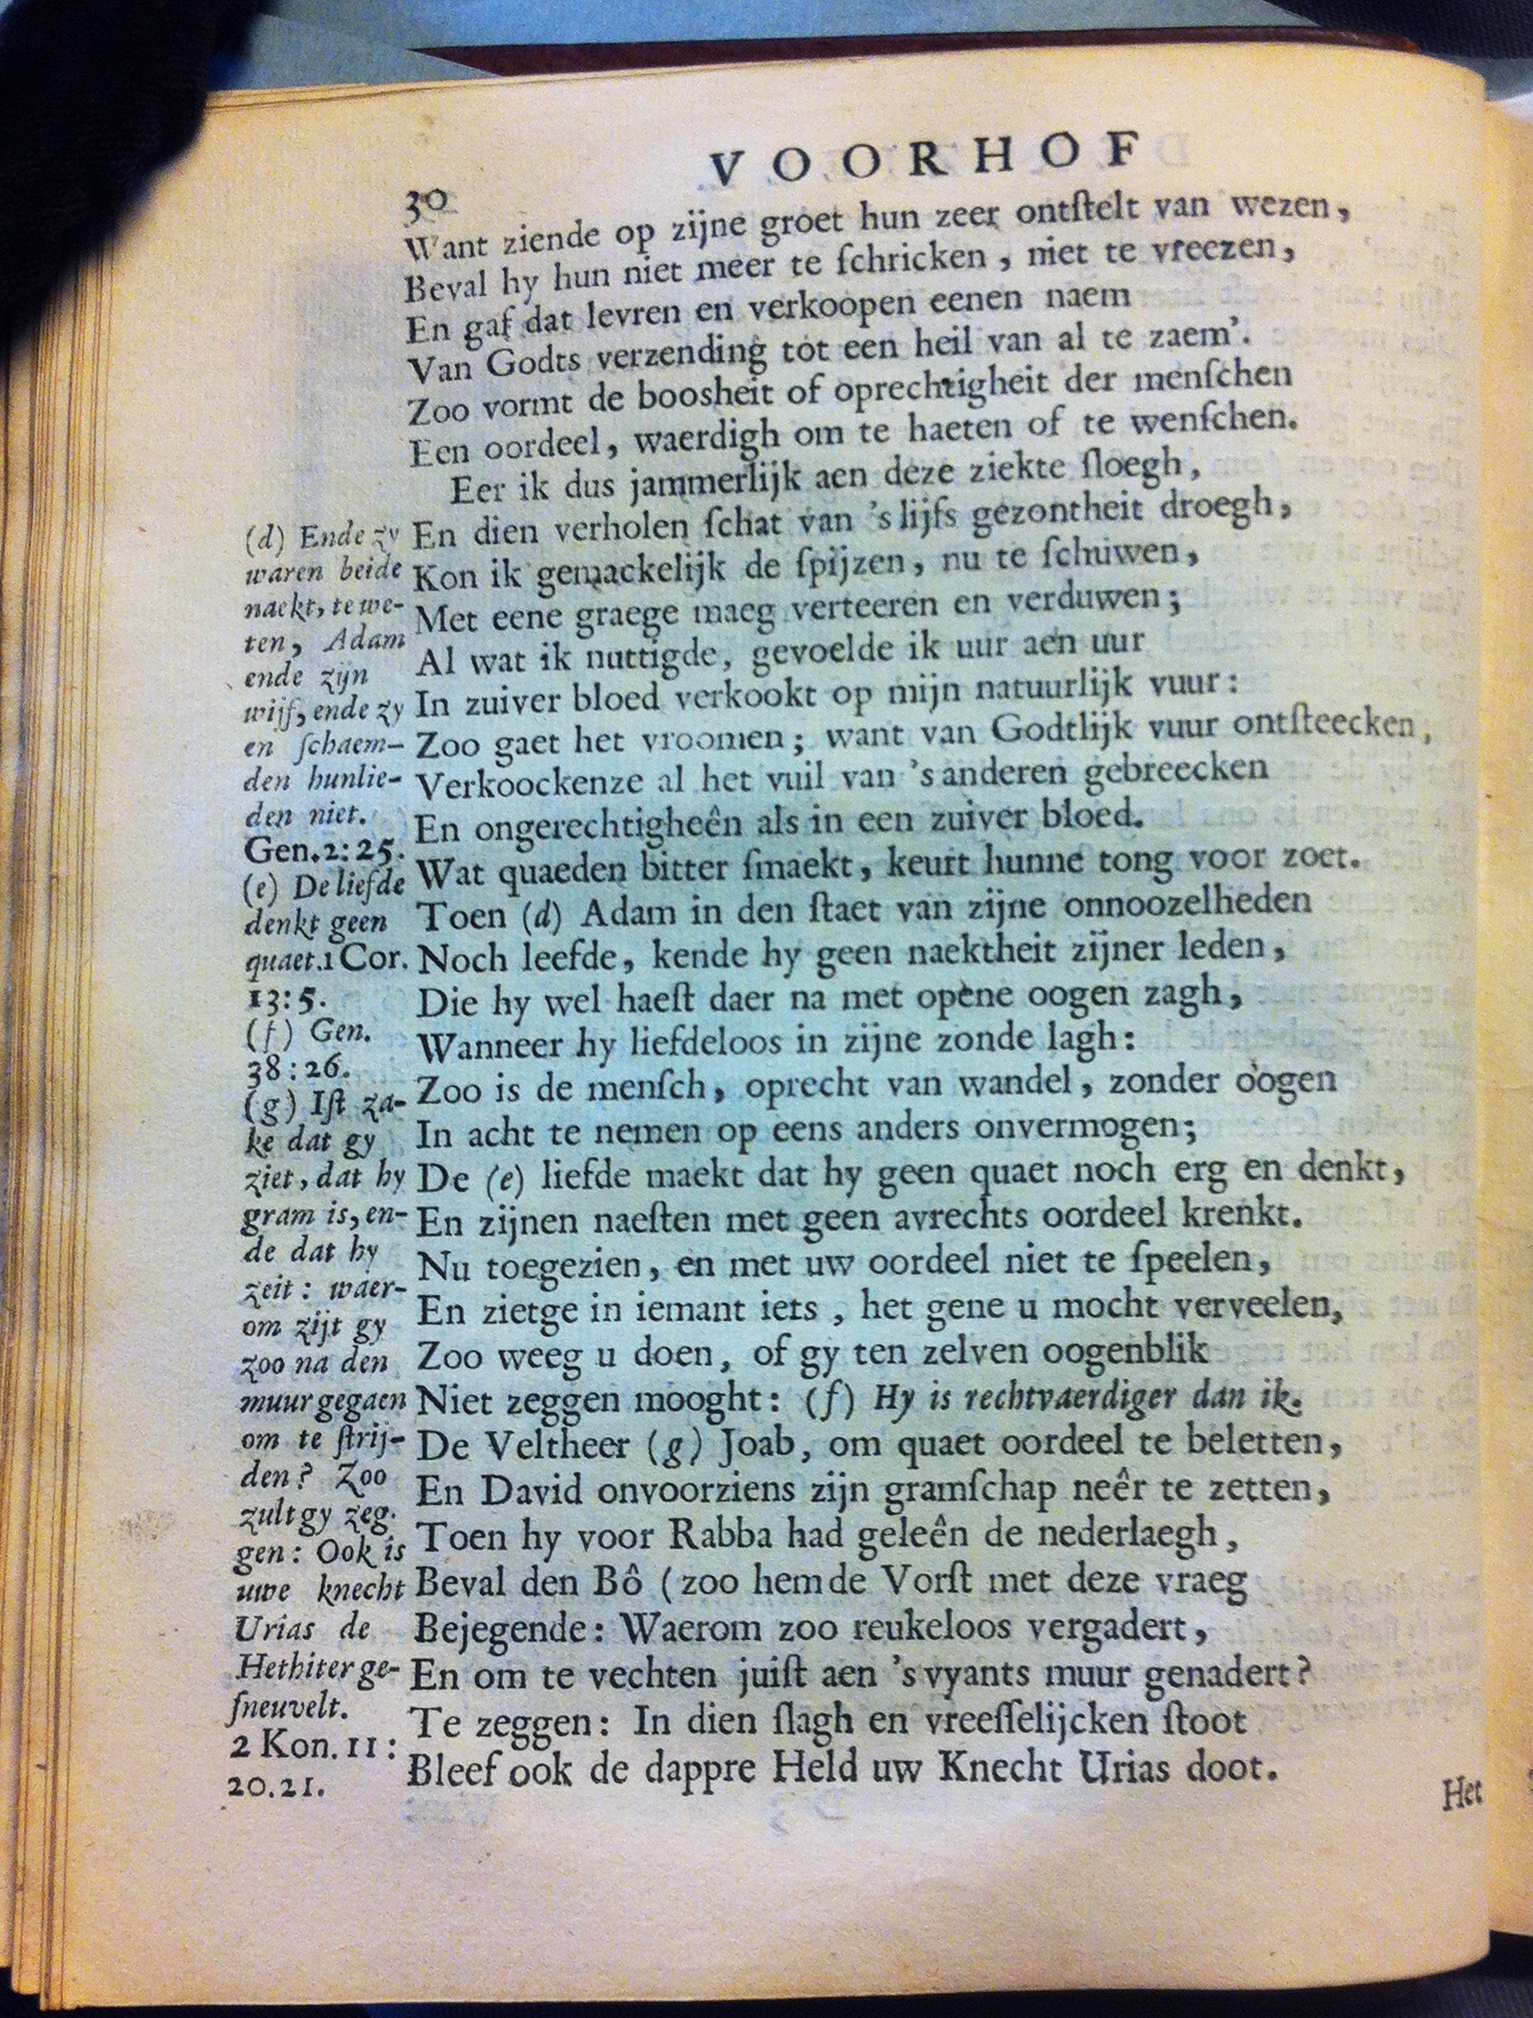 VOORHOF
30
Want ziende op zijne groet hun zeer ontſtelt van wezen,
Beval hy hun niet meer te ſchricken, niet te vreezen,
En gaf dat levren en verkoopen eenen naem
Van Godts verzending tot een heil van al te zaem'.
Zoo vormt de boosheit of oprechtigheit der menſchen
Een oordeel, waerdigh om te haeten of te wenſchen.
Eer ik dus jammerlijk aen deze ziekte ſloegh,
En dien verholen ſchat van 's lijfs gezontheit droegh,
Kon ik gemackelijk de ſpijzen, nu te ſchuwen,
Met eene graege maeg verteeren en verduwen;
Al wat ik nuttigde, gevoelde ik uur aen uur
In zuiver bloed verkookt op mijn natuurlijk vuur:
Zoo gaet het vroomen; want van Godtlijk vuur ontſteecken,
Verkoockenze al het vuil van 's anderen gebreecken
En ongerechtigheên als in een zuiver bloed.
Wat quaeden bitter ſmaekt, keurt hunne tong voor zoet.
Toen (d) Adam in den ſtaet van zijne onnoozelheden
Noch leefde, kende hy geen naektheit zijner leden,
Die hy wel haeſt daer na met opene oogen zagh,
Wanneer hy liefdeloos in zijne zonde lagh:
Zoo is de menſch, oprecht van wandel, zonder oogen
In acht te nemen op eens anders onvermogen;
De (e) liefde maekt dat hy geen quaet noch erg en denkt,
En zijnen naeſten met geen avrechts oordeel krenkt.
Nu toegezien, en met uw oordeel niet te ſpeelen,
En zietge in iemant iets, het gene u mocht verveelen,
Zoo weeg u doen, of gy ten zelven oogenblik
Niet zeggen mooght: (f) Hy is rechtvaerdiger dan ik.
De Veltheer (g) Joab, om quaet oordeel te beletten,
En David onvoorziens zijn gramſchap neêr te zetten,
Toen hy voor Rabba had geleên de nederlaegh,
Beval den Bô (zoo hem de Vorſt met deze vraeg
Bejegende: Waerom zoo reukeloos vergadert,
En om te vechten juiſt aen 's vyants muur genadert?
Te zeggen: In dien ſlagh en vreeſſelijcken ſtoot
Bleef ook de dappre Held uw Knecht Urias doot.
Het
(d) Ende zy
waren beide
naekt, te we-
ten, Adam
ende zijn
wijf, ende zy
en ſchaem-
den hunlie-
den niet.
Gen. 2:25.
(e) De liefde
denkt geen
quaet. 1 Cor.
13:5.
(f) Gen.
38:26.
(g) Iſt za-
ke dat gy
ziet, dat hy
gram is, en-
de dat hy
zeit: waer-
om zijt gy
zoo na den
muur gegaen
om te ſtrij-
den? Zoo
zult gy zeg-
gen: Ook is
uwe knecht
Urias de
Hethiter ge-
ſneuvelt.
2 Kon. 11:
20.21.